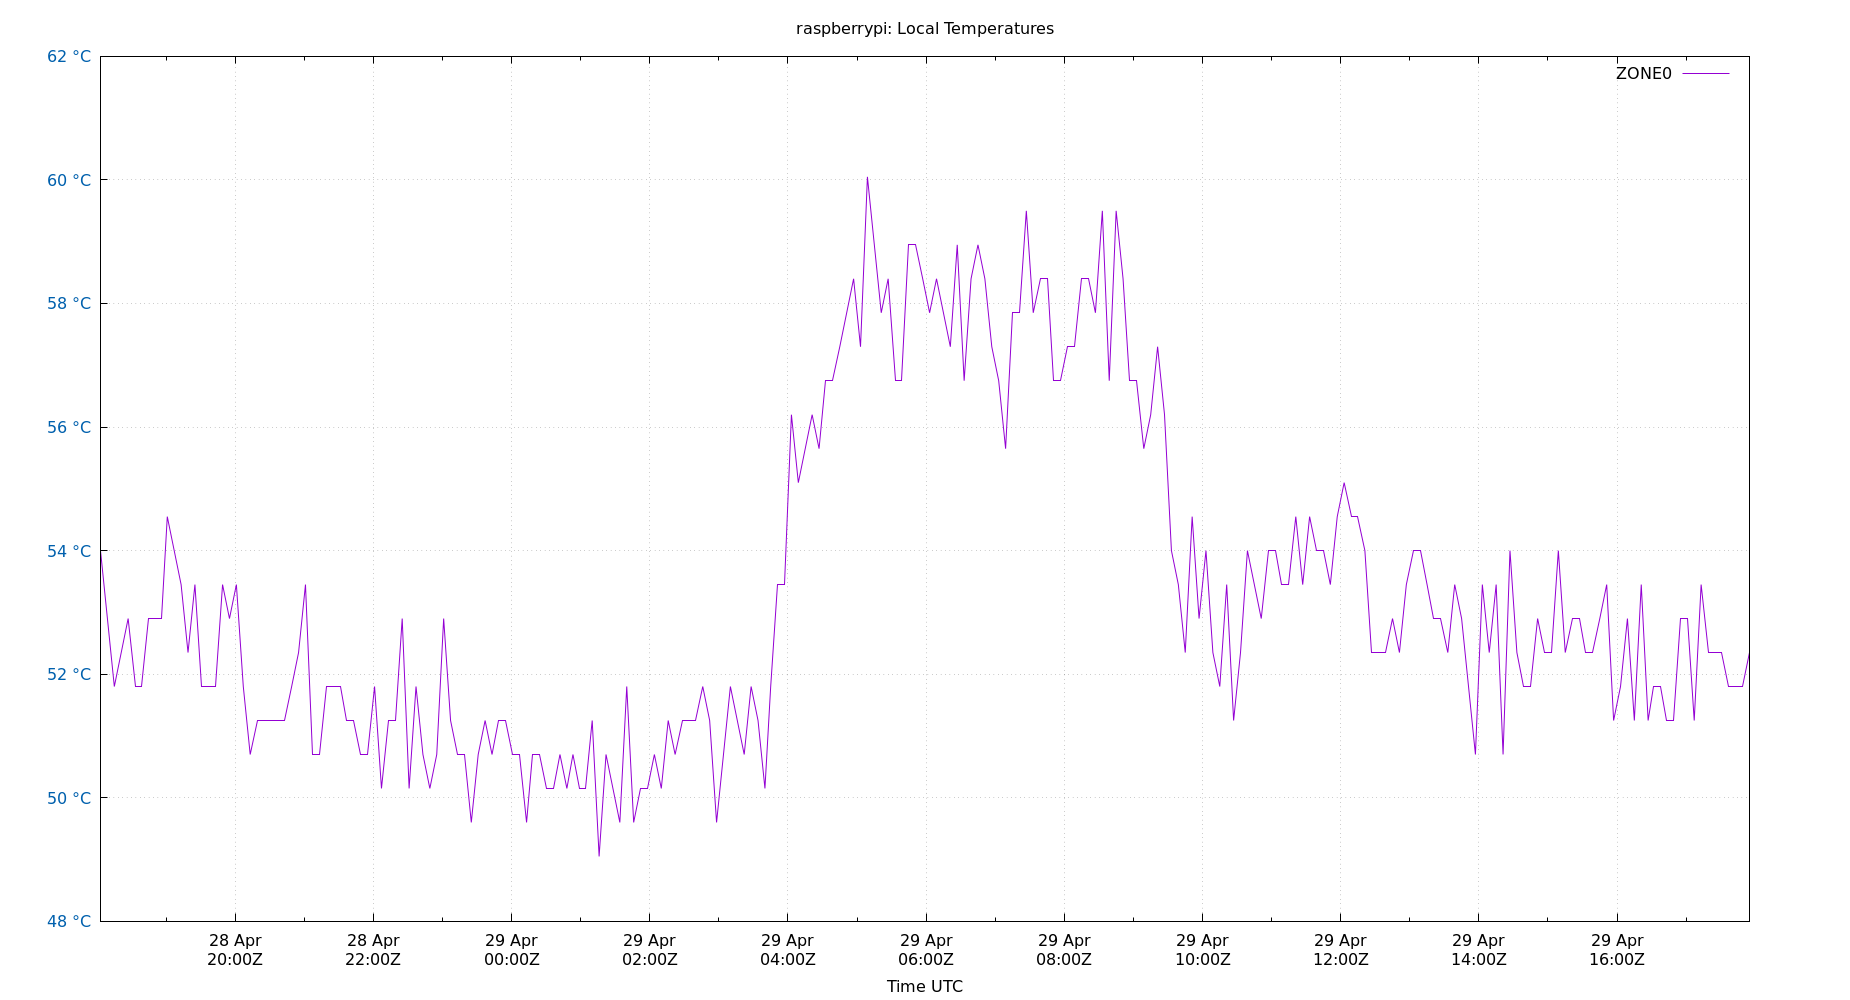 raspberrypi: Local Temperatures
ZONE0
62 °C
60 °C
58 °C
56 °C
54 °C
52 °C
50 °C
48 °C
28 Apr
20:00Z
28 Apr
22:00Z
29 Apr
00:00Z
29 Apr
02:00Z
29 Apr
04:00Z
29 Apr
06:00Z
29 Apr
08:00Z
29 Apr
10:00Z
29 Apr
12:00Z
29 Apr
14:00Z
29 Apr
16:00Z
Time UTC